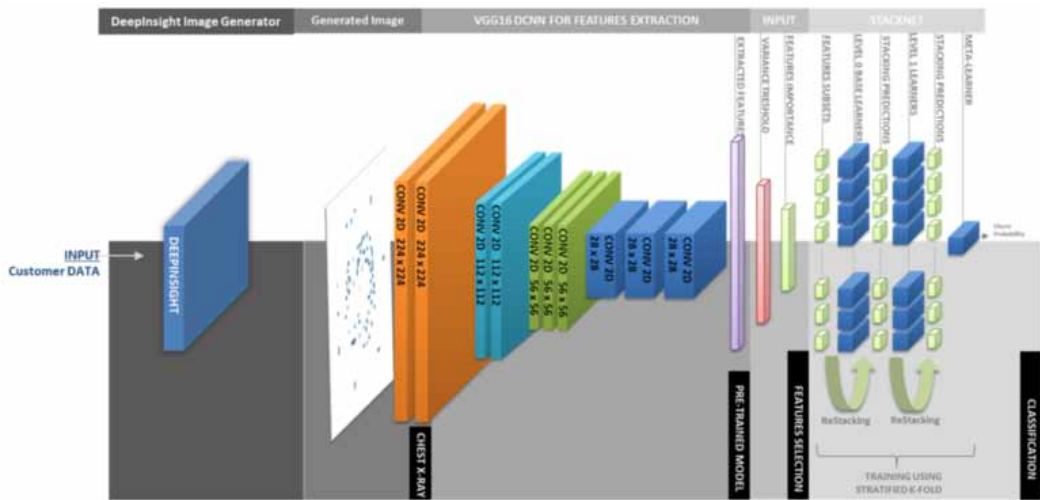 DeepInsight Image Generator
Generated Image
VGG16 DCNN FOR FEATURES EXTRACTION
INPUT
STACKNET
EXTRACTED FEATURES
VARIANCE TRESHOLD
FEATURES IMPORTANCE
FEATURES SUBSETS
LEVEL 0 BASE LEARNERS
STACKING PREDICTIONS
LEVEL 1 LEARNERS
STACKING PREDICTIONS
META-LEARNER
INPUT
Customer DATA
DEEPINSIGHT
CONV 2D 224 x 224
CONV 2D 224 x 224
CONV 2D 112 x 112
CONV 2D 112 x 112
CONV 2D 56 x 56
CONV 2D 56 x 56
CONV 2D 56 x 56
CONV 2D
28 x 28
CONV 2D
28 x 28
CONV 2D
28 x 28
Churn
Probability
CHEST X-RAY
PRE-TRAINED MODEL
FEATURES SELECTION
CLASSIFICATION
ReStacking
ReStacking
TRAINING USING
STRATIFIED K-FOLD